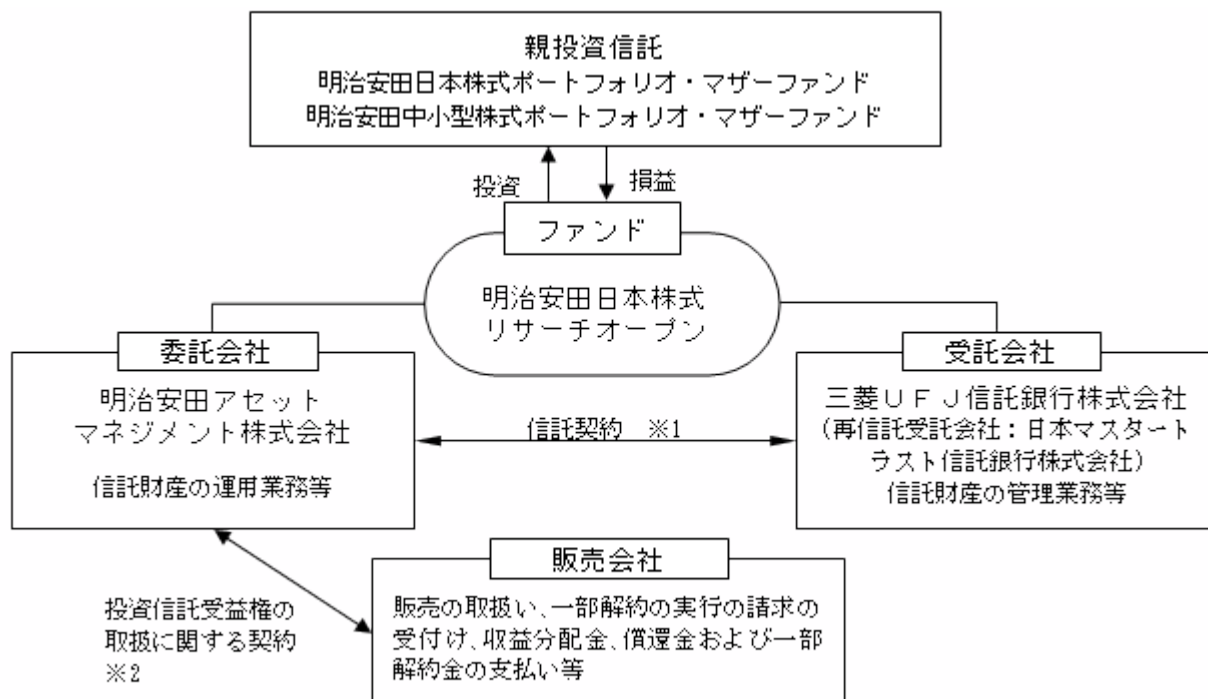 親投資信託
明治安田日本株式ポートフォリオ・マザーファンド
明治安田中小型株式ポートフォリオ・マザーファンド
投資
損益
ファンド
明治安田日本株式
リサーチオープン
委託会社
明治安田アセット
マネジメント株式会社
信託財産の運用業務等
信託契約　※1
受託会社
三菱ＵＦＪ信託銀行株式会社
(再信託受託会社：日本マスタート
ラスト信託銀行株式会社)
信託財産の管理業務等
投資信託受益権の
取扱に関する契約
※2
販売会社
販売の取扱い、一部解約の実行の請求の
受付け、収益分配金、償還金および一部
解約金の支払い等